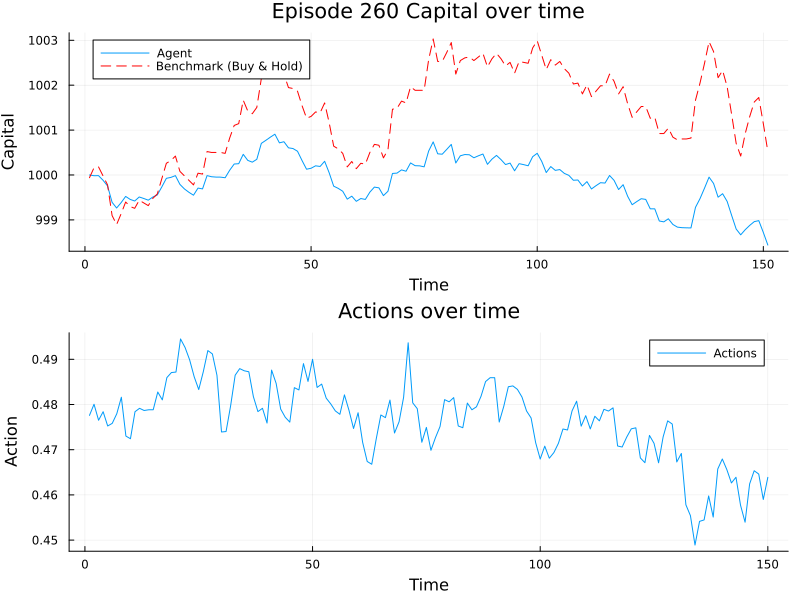 Episode 260 Capital over time
1003
1002
1001
1000
999
Capital
Agent
Benchmark (Buy & Hold)
0
50
100
150
Time
Actions over time
0.49
0.48
0.47
0.46
0.45
Action
Actions
0
50
100
150
Time